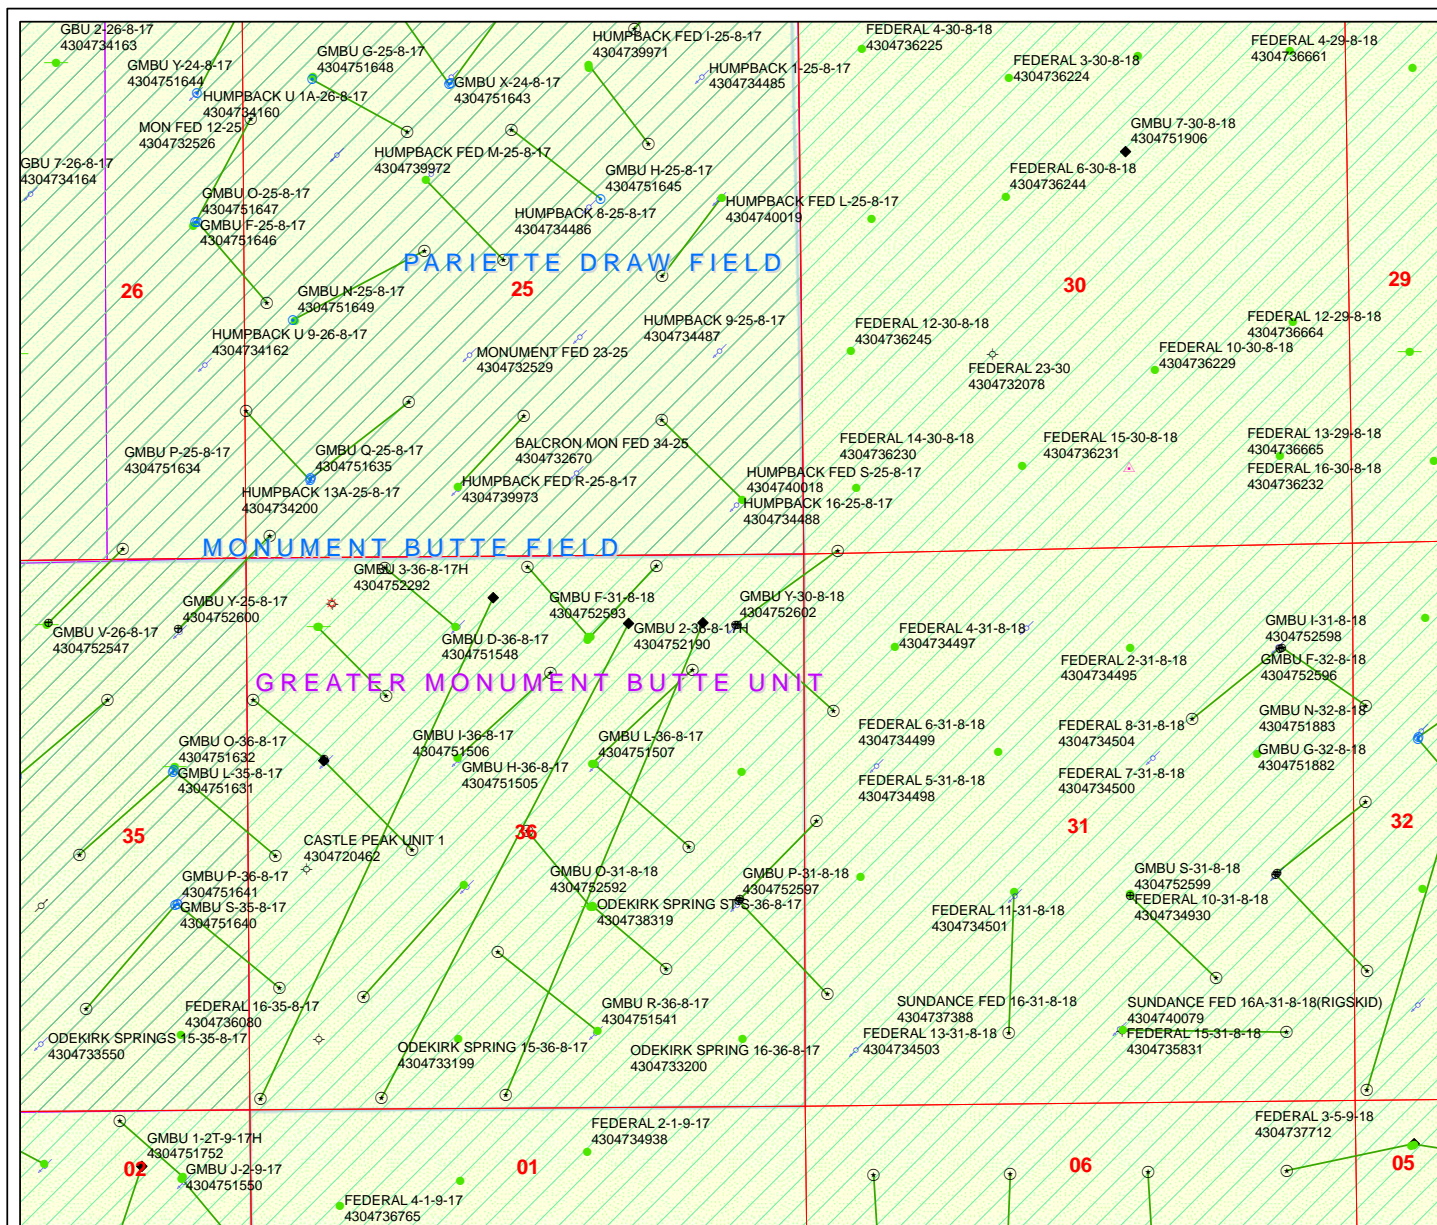 GBU 2-26-8-17
4304734163
GMBU G-25-8-17
4304751648
HUMPBACK FED I-25-8-17
4304739971
FEDERAL 4-30-8-18
4304736225
FEDERAL 4-29-8-18
4304736661
GMBU Y-24-8-17
4304751644
GMBU X-24-8-17
4304751643
HUMPBACK 1-25-8-17
4304734485
FEDERAL 3-30-8-18
4304736224
HUMPBACK U 1A-26-8-17
4304734160
MON FED 12-25
4304732526
GMBU 7-30-8-18
4304751906
GBU 7-26-8-17
4304734164
HUMPBACK FED M-25-8-17
4304739972
GMBU H-25-8-17
4304751645
FEDERAL 6-30-8-18
4304736244
GMBU O-25-8-17
4304751647
HUMPBACK 8-25-8-17
4304734486
HUMPBACK FED L-25-8-17
4304740019
GMBU F-25-8-17
4304751646
PARIETTE DRAW FIELD
26
25
30
29
GMBU N-25-8-17
4304751649
HUMPBACK U 9-26-8-17
4304734162
MONUMENT FED 23-25
4304732529
HUMPBACK 9-25-8-17
4304734487
FEDERAL 12-30-8-18
4304736245
FEDERAL 23-30
4304732078
FEDERAL 12-29-8-18
4304736664
FEDERAL 10-30-8-18
4304736229
GMBU P-25-8-17
4304751634
GMBU Q-25-8-17
4304751635
BALCRON MON FED 34-25
4304732670
FEDERAL 14-30-8-18
4304736230
FEDERAL 15-30-8-18
4304736231
FEDERAL 13-29-8-18
4304736665
HUMPBACK 13A-25-8-17
4304734200
HUMPBACK FED R-25-8-17
4304739973
HUMPBACK FED S-25-8-17
4304740018
FEDERAL 16-30-8-18
4304736232
HUMPBACK 16-25-8-17
4304734488
MONUMENT BUTTE FIELD
GMBU 3-36-8-17H
4304752292
GMBU Y-25-8-17
4304752600
GMBU F-31-8-18
4304752593
GMBU Y-30-8-18
4304752602
GMBU V-26-8-17
4304752547
GMBU D-36-8-17
4304751548
GMBU 2-36-8-17H
4304752190
FEDERAL 4-31-8-18
4304734497
GMBU I-31-8-18
4304752598
FEDERAL 2-31-8-18
4304734495
GMBU F-32-8-18
4304752596
GREATER MONUMENT BUTTE UNIT
GMBU O-36-8-17
4304751632
GMBU I-36-8-17
4304751506
GMBU L-36-8-17
4304751507
FEDERAL 6-31-8-18
4304734499
FEDERAL 8-31-8-18
4304734504
GMBU N-32-8-18
4304751883
GMBU L-35-8-17
4304751631
GMBU H-36-8-17
4304751505
FEDERAL 5-31-8-18
4304734498
FEDERAL 7-31-8-18
4304734500
GMBU G-32-8-18
4304751882
35
36
31
32
CASTLE PEAK UNIT 1
4304720462
GMBU P-36-8-17
4304751641
GMBU O-31-8-18
4304752592
GMBU P-31-8-18
4304752597
GMBU S-31-8-18
4304752599
GMBU S-35-8-17
4304751640
ODEKIRK SPRING ST S-36-8-17
4304738319
FEDERAL 11-31-8-18
4304734501
FEDERAL 10-31-8-18
4304734930
FEDERAL 16-35-8-17
4304736080
GMBU R-36-8-17
4304751541
SUNDANCE FED 16-31-8-18
4304737388
SUNDANCE FED 16A-31-8-18(RIGSKID)
4304740079
ODEKIRK SPRINGS 15-35-8-17
4304733550
ODEKIRK SPRING 15-36-8-17
4304733199
ODEKIRK SPRING 16-36-8-17
4304733200
FEDERAL 13-31-8-18
4304734503
FEDERAL 15-31-8-18
4304735831
GMBU 1-2T-9-17H
4304751752
FEDERAL 2-1-9-17
4304734938
FEDERAL 3-5-9-18
4304737712
02
01
06
05
GMBU J-2-9-17
4304751550
FEDERAL 4-1-9-17
4304736765